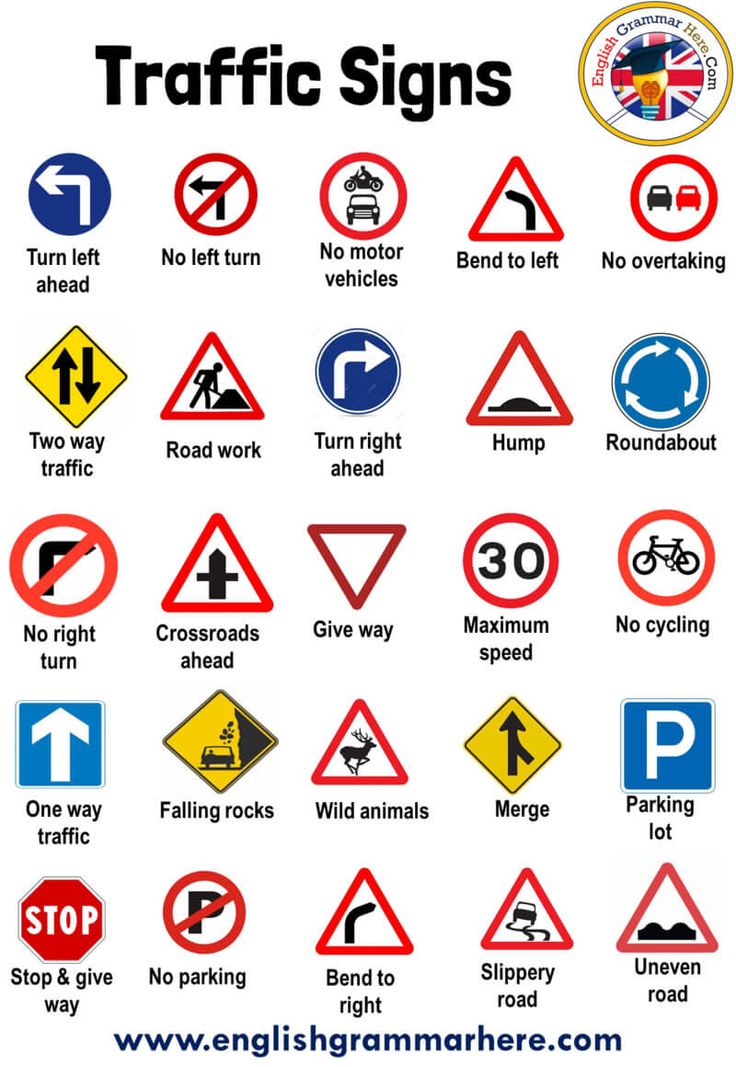 Traffic Signs
English Grammar Here.Com
Turn left
ahead
No left turn
No motor
vehicles
Bend to left
No overtaking
Two way
traffic
Road work
Turn right
ahead
Hump
Roundabout
No right
turn
Crossroads
ahead
Give way
30
Maximum
speed
No cycling
One way
traffic
Falling rocks
Wild animals
Merge
P
Parking
lot
STOP
Stop & give
way
P
No parking
Bend to
right
Slippery
road
Uneven
road
www.englishgrammarhere.com